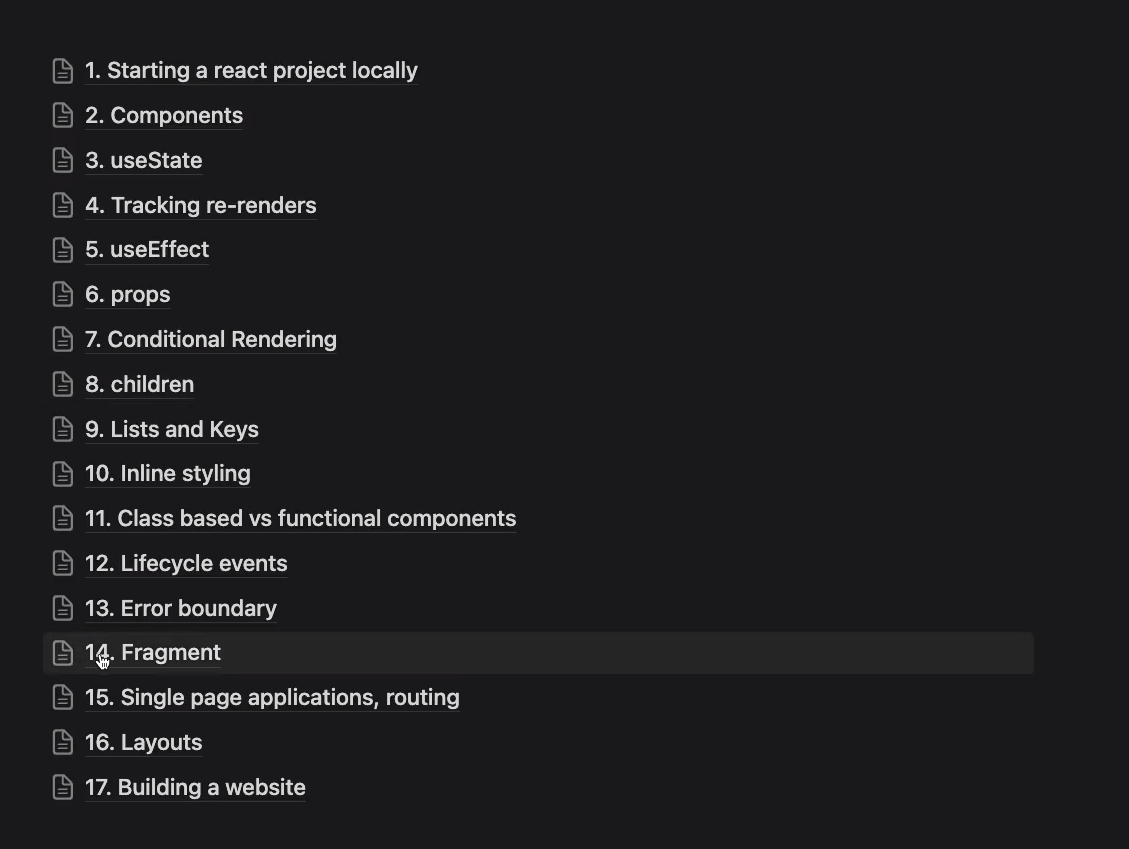 1. Starting a react project locally
2. Components
3. useState
4. Tracking re-renders
5. useEffect
6. props
7. Conditional Rendering
8. children
9. Lists and Keys
10. Inline styling
11. Class based vs functional components
12. Lifecycle events
13. Error boundary
14. Fragment
15. Single page applications, routing
16. Layouts
17. Building a website